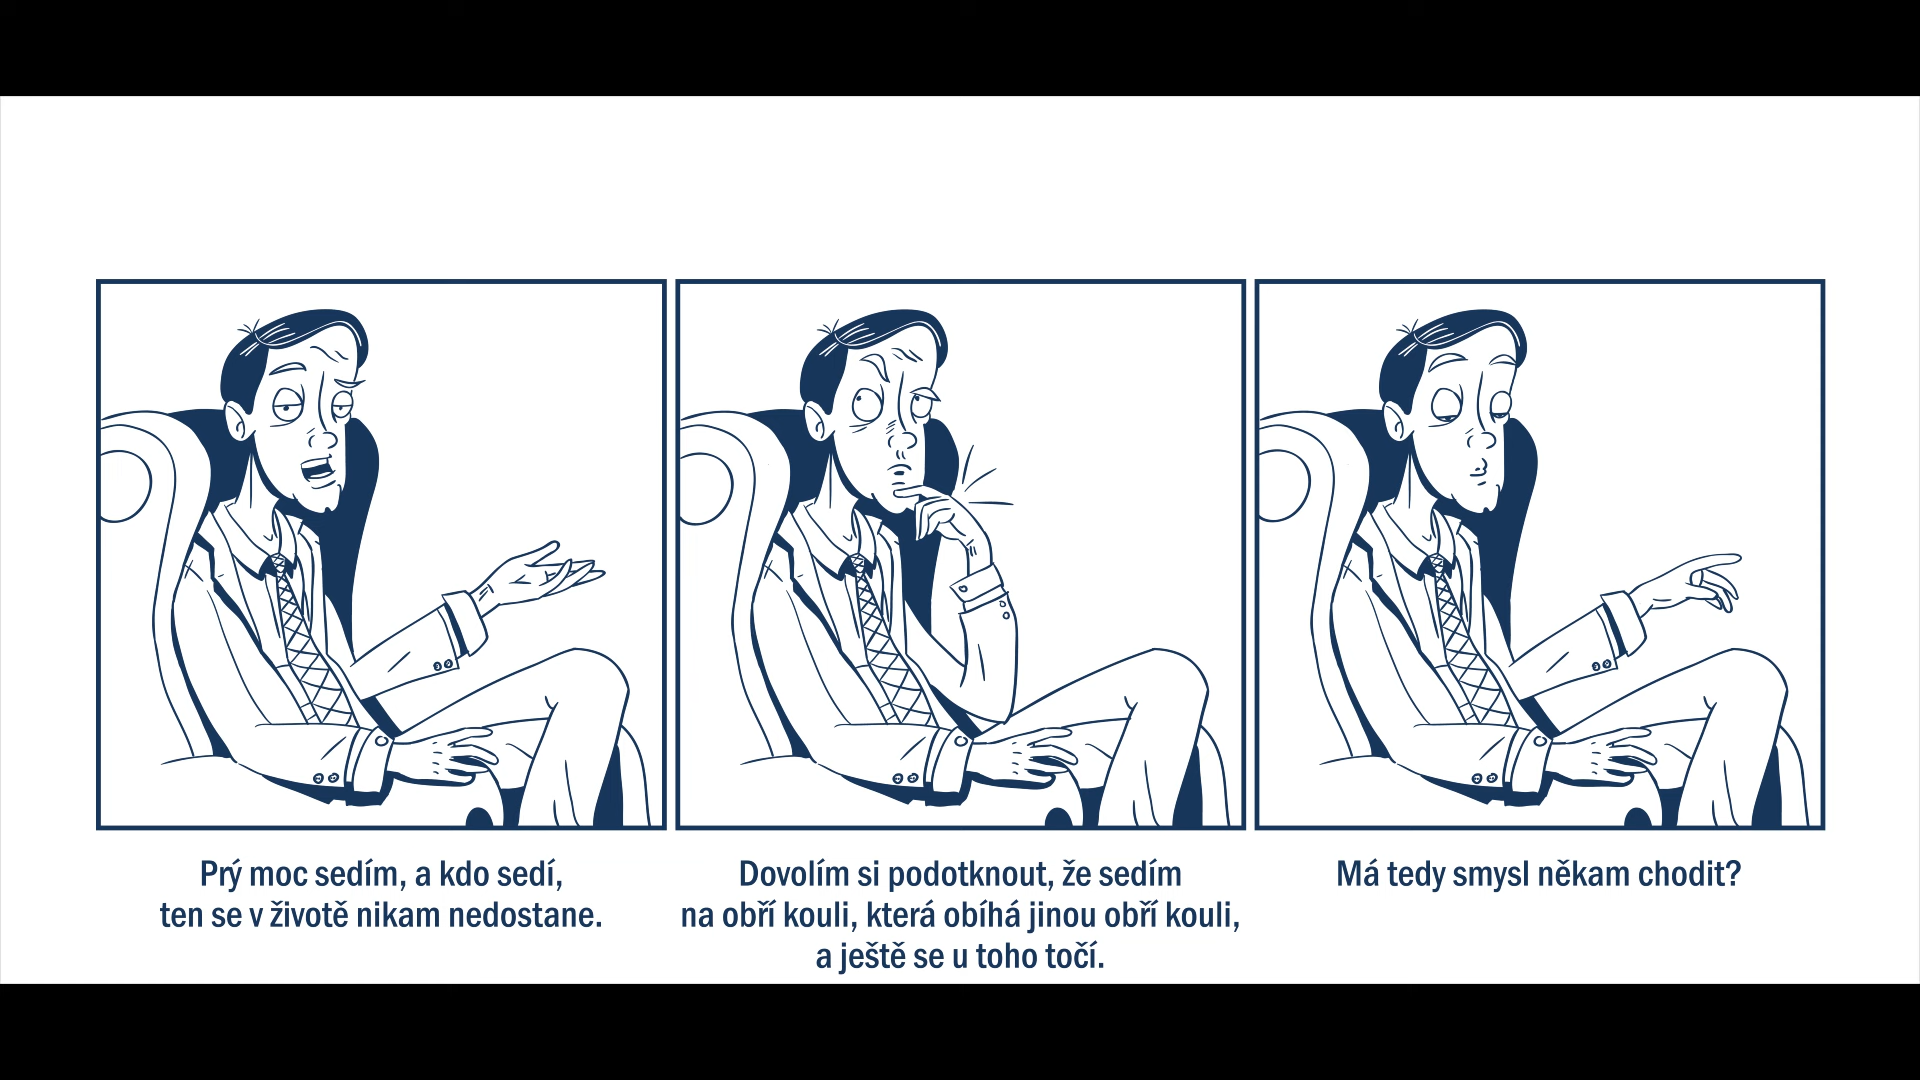 Prý moc sedím, a kdo sedí,
ten se v životě nikam nedostane.
Dovolím si podotknout, že sedím
na obří kouli, která obíhá jinou obří kouli,
a ještě se u toho točí.
Má tedy smysl někam chodit?